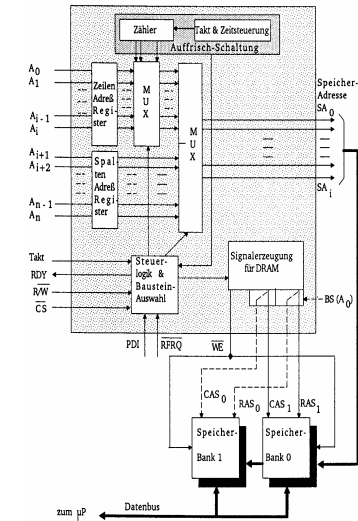 Zähler
Takt & Zeitsteuerung
Auffrisch-Schaltung
A0
A1
Ai - 1
Ai
Zeilen
Adreß
Regi-
ster
M
U
X
M
U
X
Speicher-
Adresse
SA0
SAi
Ai+1
Ai+2
An - 1
An
Spal-
ten
Adreß
Regi-
ster
Takt
RDY
R/W
CS
Steuer-
logik &
Baustein-
Auswahl
Signalerzeugung
für DRAM
BS (A0)
PDI
RFRQ
WE
CAS0
RAS0
CAS1
RAS1
Speicher-
Bank 1
Speicher-
Bank 0
zum µP
Datenbus